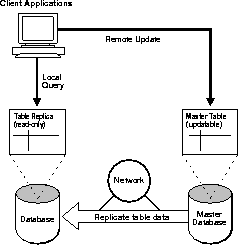 Client Applications
Remote Update
Local
Query
Table Replica
(read-only)
Master Table
(updatable)
Network
Database
Replicate table data
Master
Database